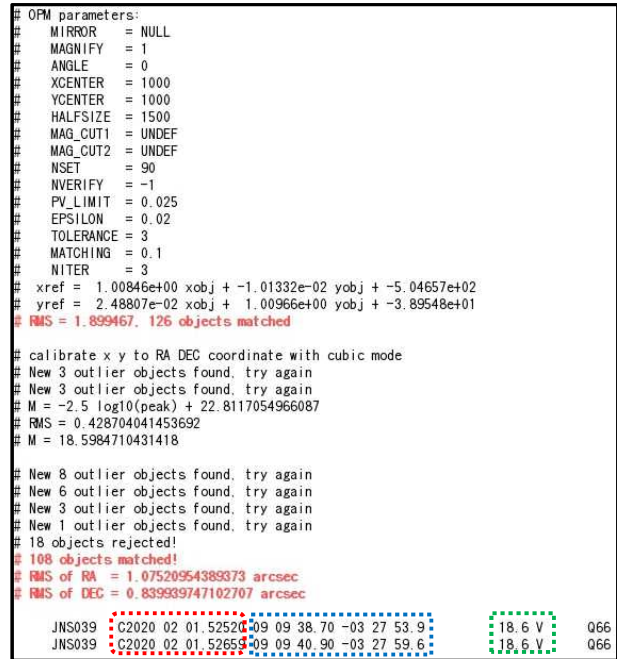 # OPM parameters:
# MIRROR = NULL
# MAGNIFY = 1
# ANGLE = 0
# XCENTER = 1000
# YCENTER = 1000
# HALFSIZE = 1500
# MAG_CUT1 = UNDEF
# MAG_CUT2 = UNDEF
# NSET = 90
# NVERIFY = -1
# PV_LIMIT = 0.025
# EPSILON = 0.02
# TOLERANCE = 3
# MATCHING = 0.1
# NITER = 3
# xref = 1.00846e+00 xobj + -1.01332e-02 yobj + -5.04657e+02
# yref = 2.48807e-02 xobj + 1.00966e+00 yobj + -3.89548e+01
# RMS = 1.899467, 126 objects matched
# calibrate x y to RA DEC coordinate with cubic mode
# New 3 outlier objects found, try again
# New 3 outlier objects found, try again
# M = -2.5 log10(peak) + 22.8117054966087
# RMS = 0.428704041453692
# M = 18.5984710431418
# New 8 outlier objects found, try again
# New 6 outlier objects found, try again
# New 3 outlier objects found, try again
# New 1 outlier objects found, try again
# 18 objects rejected!
# 108 objects matched!
# RMS of RA = 1.07520954389373 arcsec
# RMS of DEC = 0.839939747102707 arcsec
JNS039 C2020 02 01.52520 09 09 38.70 -03 27 53.9 18.6 V Q66
JNS039 C2020 02 01.52659 09 09 40.90 -03 27 59.6 18.6 V Q66